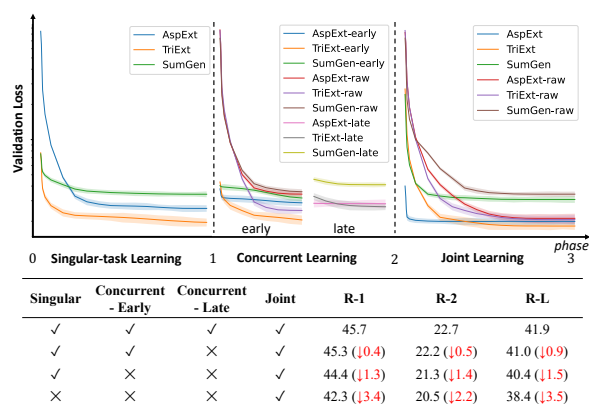 Validation Loss
AspExt
TriExt
SumGen
AspExt-early
TriExt-early
SumGen-early
AspExt-raw
TriExt-raw
SumGen-raw
AspExt-late
TriExt-late
SumGen-late
AspExt
TriExt
SumGen
AspExt-raw
TriExt-raw
SumGen-raw
early late phase
0 Singular-task Learning 1 Concurrent Learning 2 Joint Learning 3
Singular Concurrent - Early Concurrent - Late Joint R-1 R-2 R-L
✓ ✓ ✓ ✓ 45.7 22.7 41.9
✓ ✓ ✕ ✓ 45.3 (↓0.4) 22.2 (↓0.5) 41.0 (↓0.9)
✓ ✕ ✕ ✓ 44.4 (↓1.3) 21.3 (↓1.4) 40.4 (↓1.5)
✕ ✕ ✕ ✓ 42.3 (↓3.4) 20.5 (↓2.2) 38.4 (↓3.5)